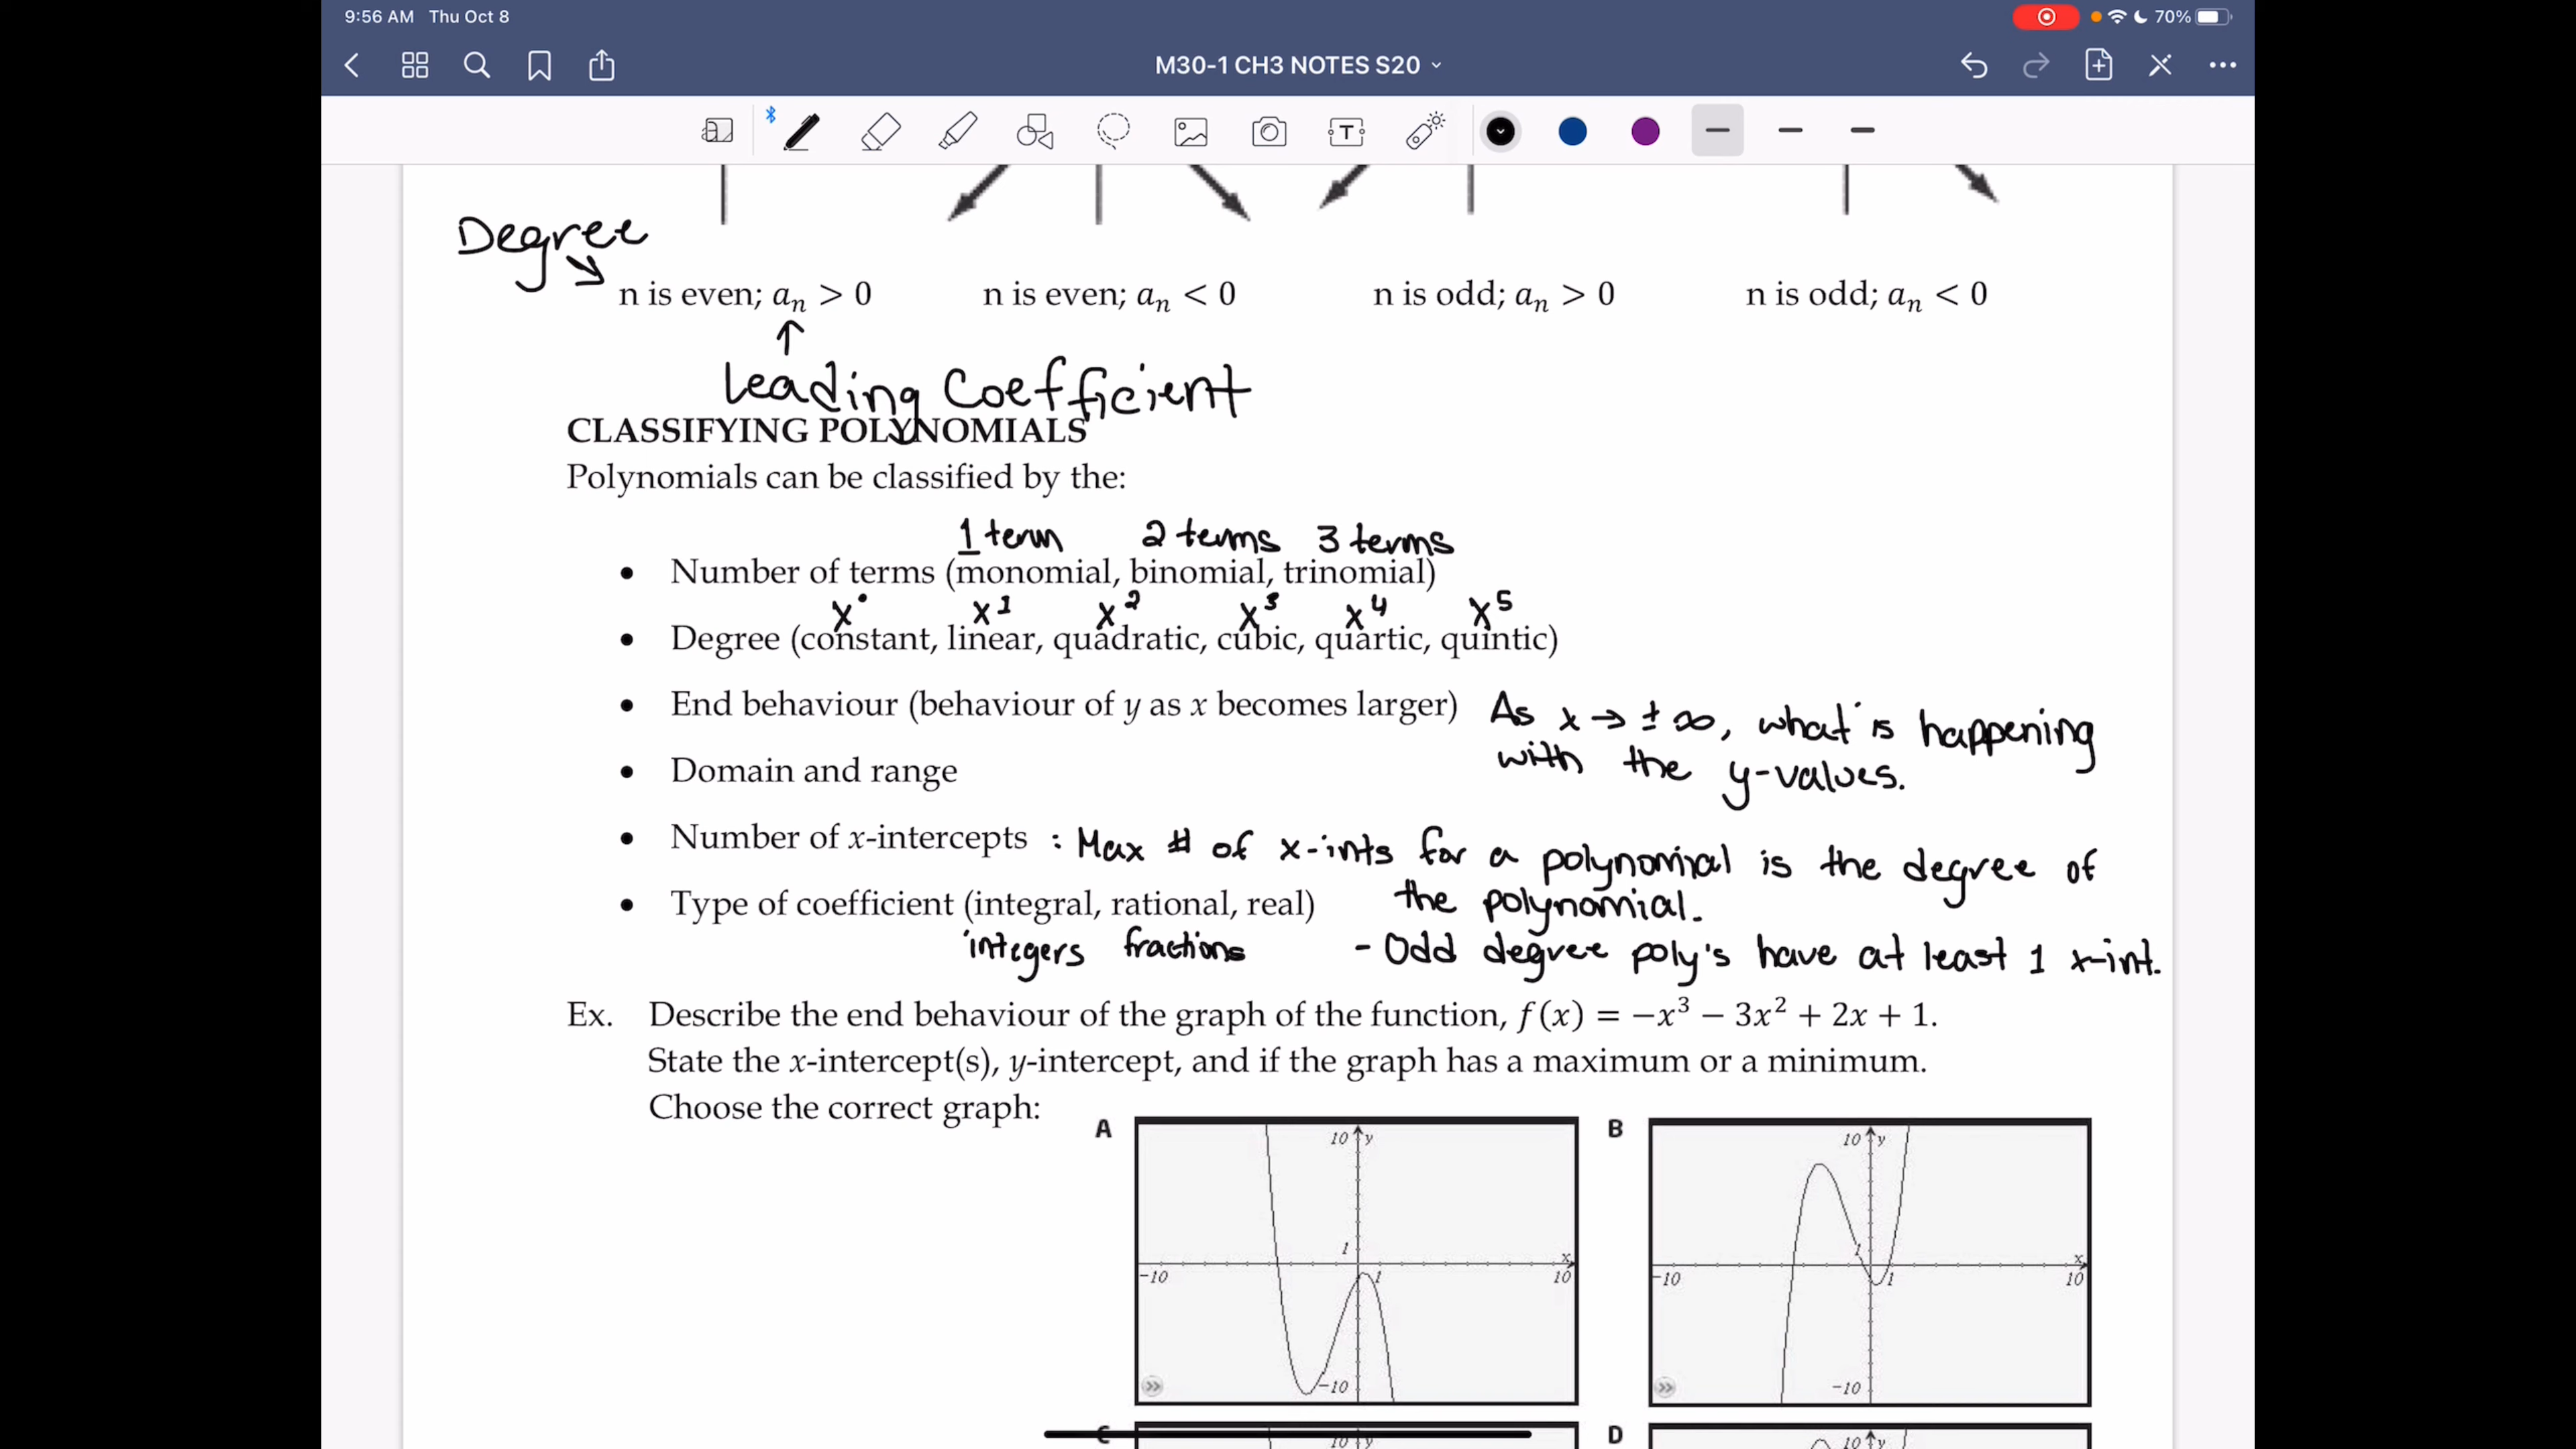 9:56 AM Thu Oct 8
70%
M30-1 CH3 NOTES S20
Degree
n is even; aₙ > 0 n is even; aₙ < 0 n is odd; aₙ > 0 n is odd; aₙ < 0
Leading Coefficient
CLASSIFYING POLYNOMIALS
Polynomials can be classified by the:
1 term 2 terms 3 terms
• Number of terms (monomial, binomial, trinomial)
x⁰ x¹ x² x³ x⁴ x⁵
• Degree (constant, linear, quadratic, cubic, quartic, quintic)
• End behaviour (behaviour of y as x becomes larger) As x → ± ∞, what is happening
with the y-values.
• Domain and range
• Number of x-intercepts : Max # of x-ints for a polynomial is the degree of
the polynomial.
• Type of coefficient (integral, rational, real)
integers fractions - Odd degree poly's have at least 1 x-int.
Ex. Describe the end behaviour of the graph of the function, f(x) = −x³ − 3x² + 2x + 1.
State the x-intercept(s), y-intercept, and if the graph has a maximum or a minimum.
Choose the correct graph:
A
10 y
1
x
-10 1 10
-10
B
10 y
1
x
-10 1 10
-10
C
10 y
D
10 y